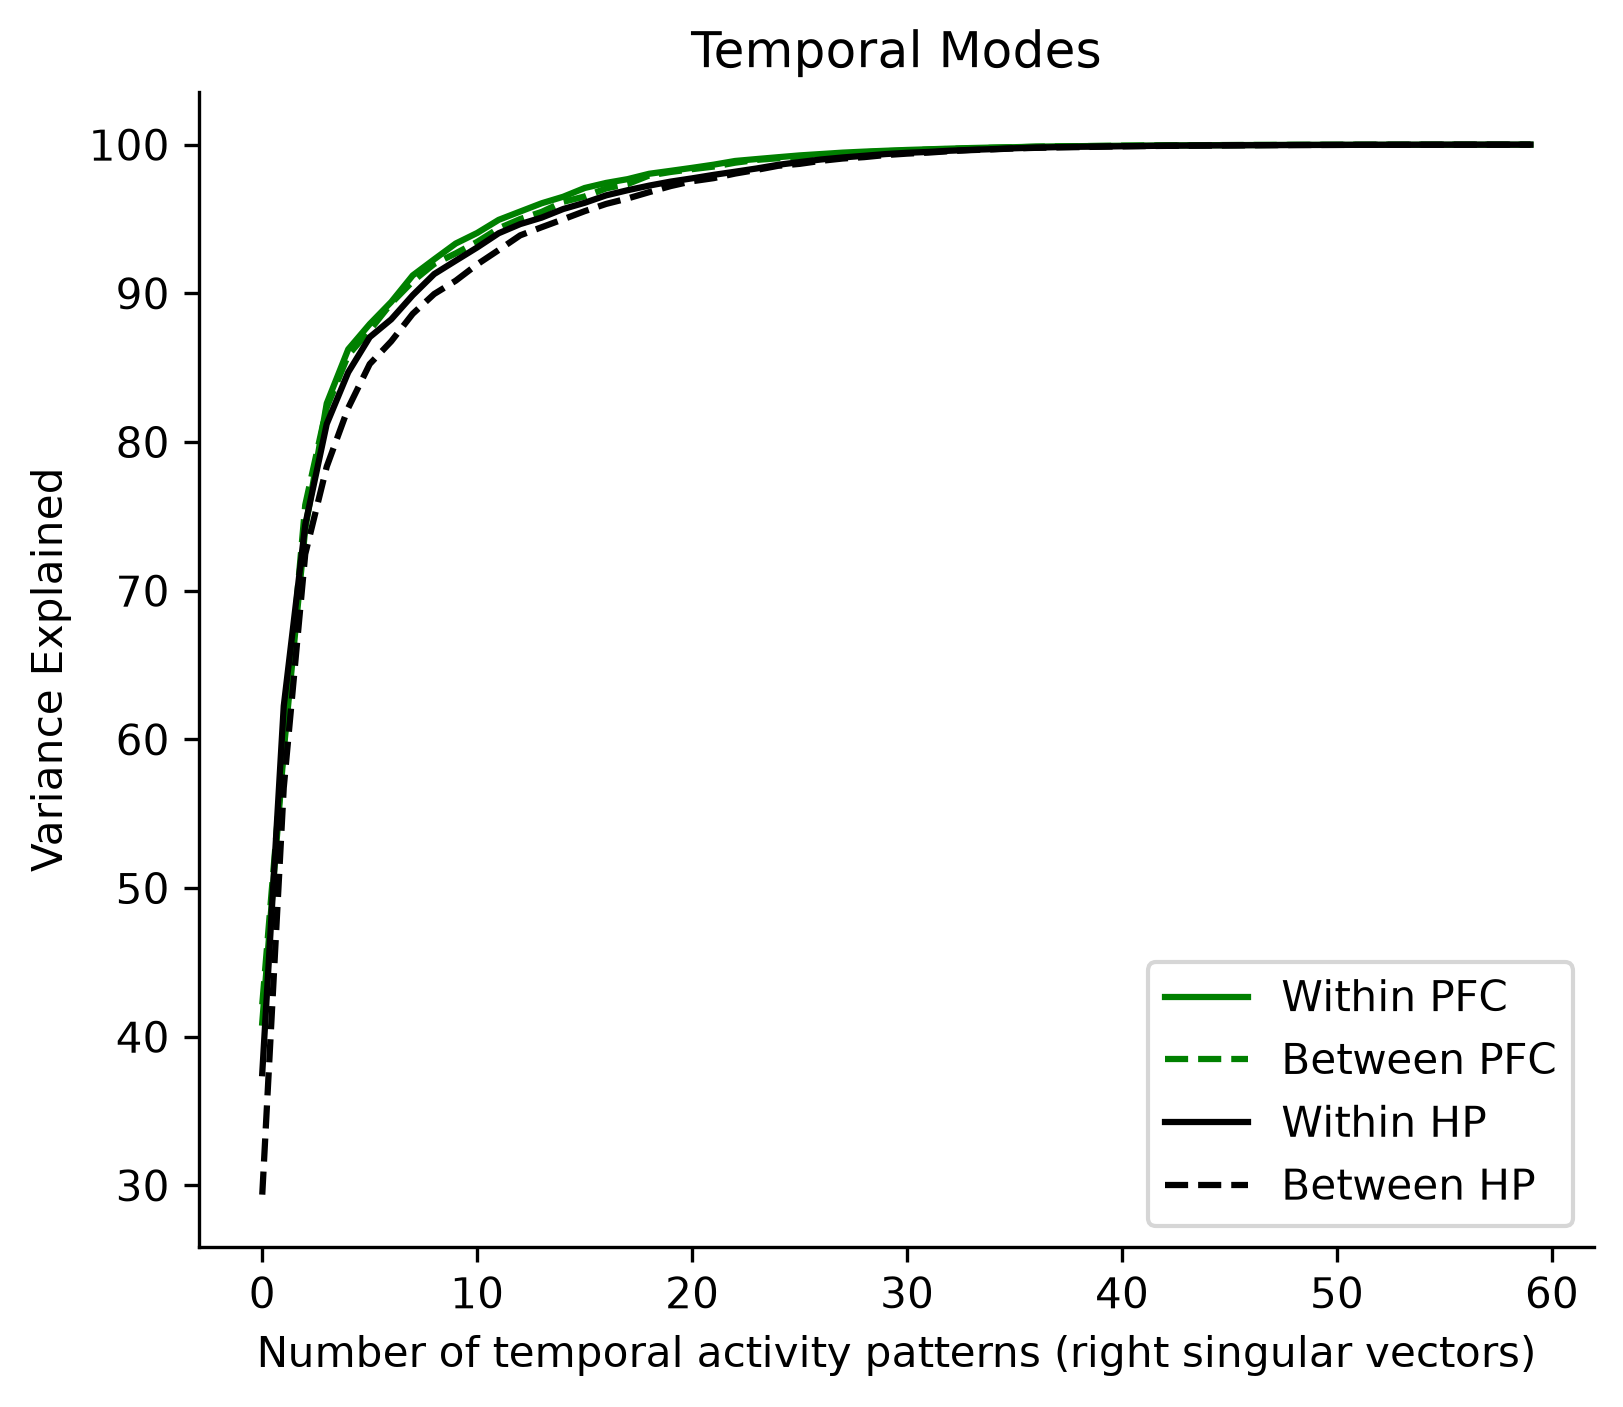 Temporal Modes
100
90
80
70
60
50
40
30
Variance Explained
Within PFC
Between PFC
Within HP
Between HP
0 10 20 30 40 50 60
Number of temporal activity patterns (right singular vectors)